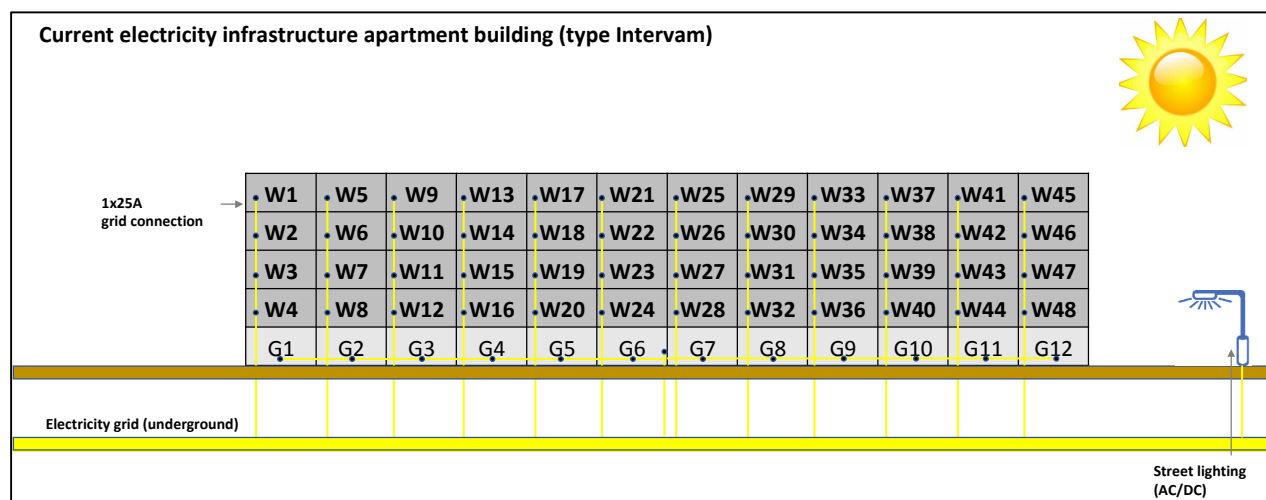 Current electricity infrastructure apartment building (type Intervam)
1x25A
grid connection
W1 W5 W9 W13 W17 W21 W25 W29 W33 W37 W41 W45
W2 W6 W10 W14 W18 W22 W26 W30 W34 W38 W42 W46
W3 W7 W11 W15 W19 W23 W27 W31 W35 W39 W43 W47
W4 W8 W12 W16 W20 W24 W28 W32 W36 W40 W44 W48
G1 G2 G3 G4 G5 G6 G7 G8 G9 G10 G11 G12
Electricity grid (underground)
Street lighting
(AC/DC)